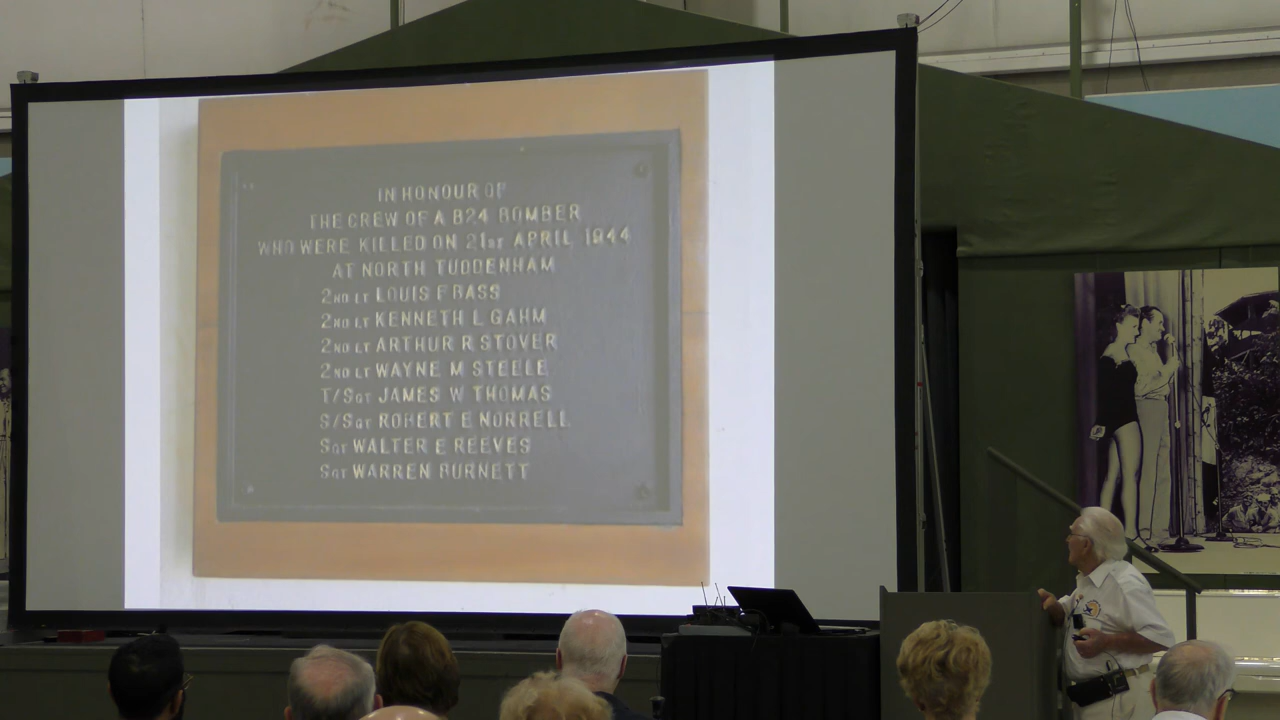 IN HONOUR OF
THE CREW OF A B24 BOMBER
WHO WERE KILLED ON 21ST APRIL 1944
AT NORTH TUDDENHAM
2ND LT LOUIS F BASS
2ND LT KENNETH L GAHM
2ND LT ARTHUR R STOVER
2ND LT WAYNE M STEELE
T/SGT JAMES W THOMAS
S/SGT ROBERT E NORRELL
SGT WALTER E REEVES
SGT WARREN BURNETT